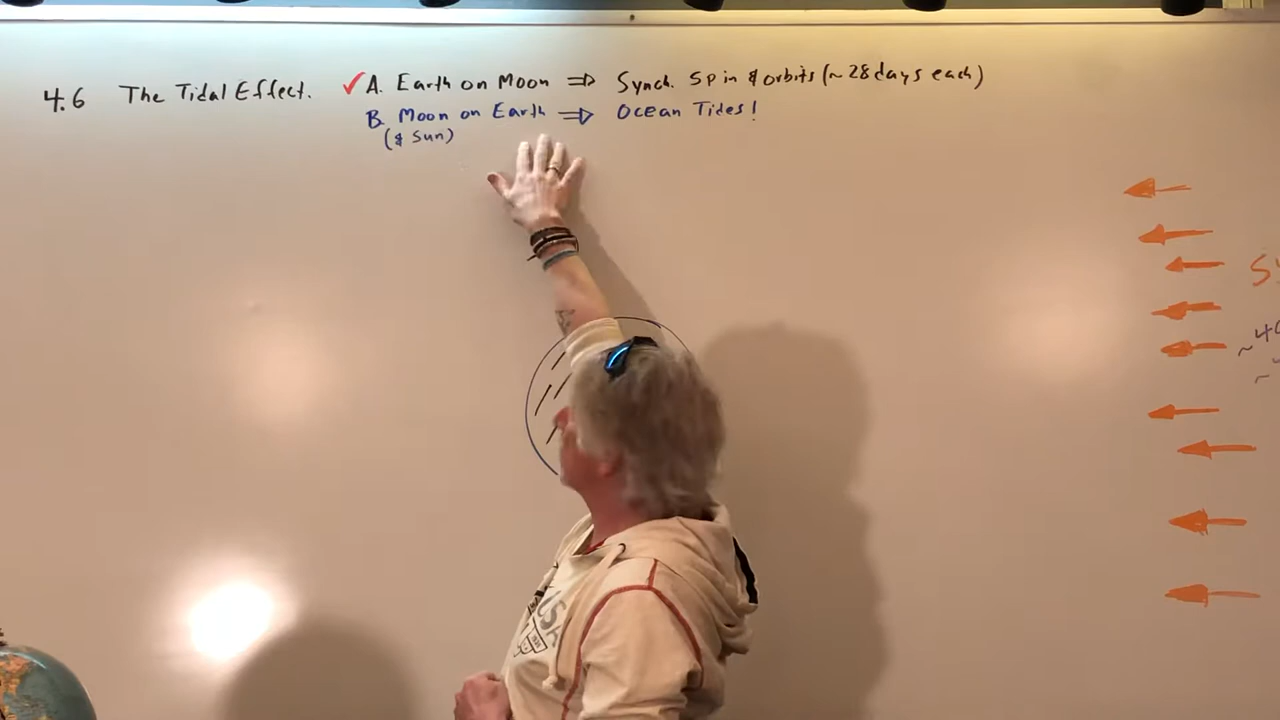 4.6 The Tidal Effect. ✓A. Earth on Moon ⇒ Synch. Spin & orbits (~28 days each)
B. Moon on Earth ⇒ Ocean Tides!
(& Sun)